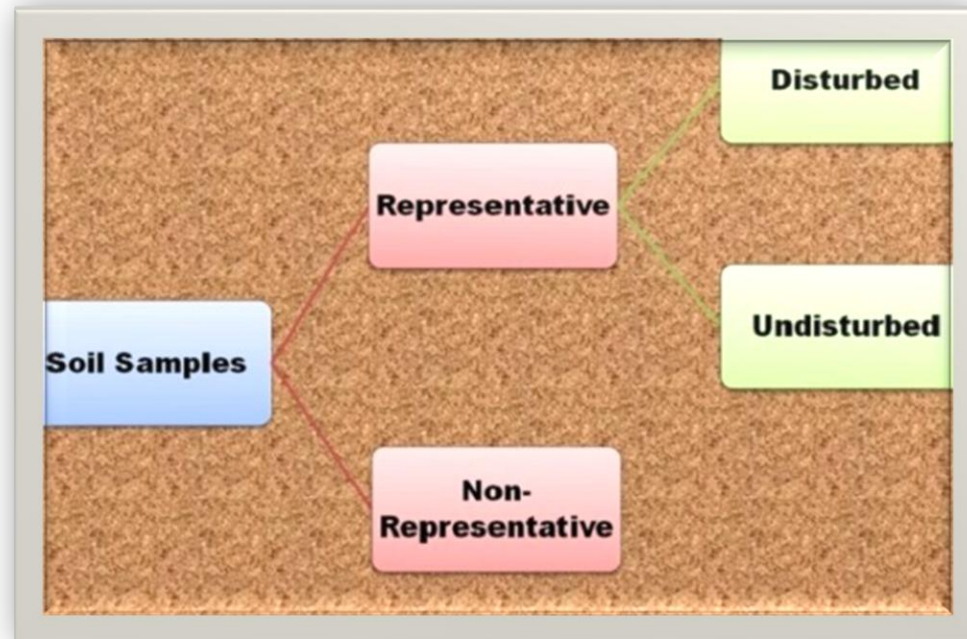 Disturbed
Representative
Undisturbed
Soil Samples
Non-
Representative